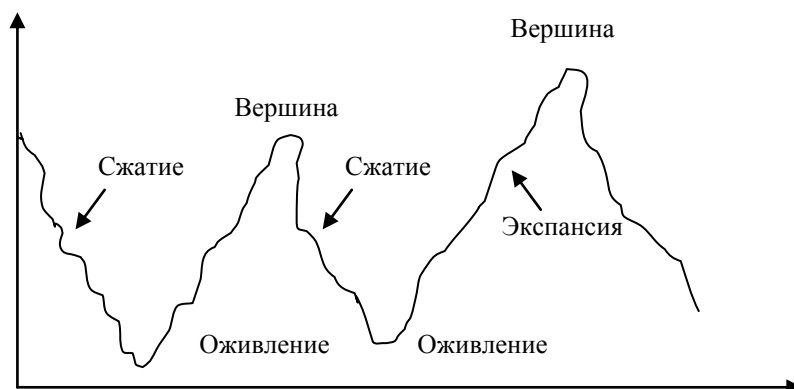 Вершина
Вершина
Сжатие
Сжатие
Экспансия
Оживление
Оживление